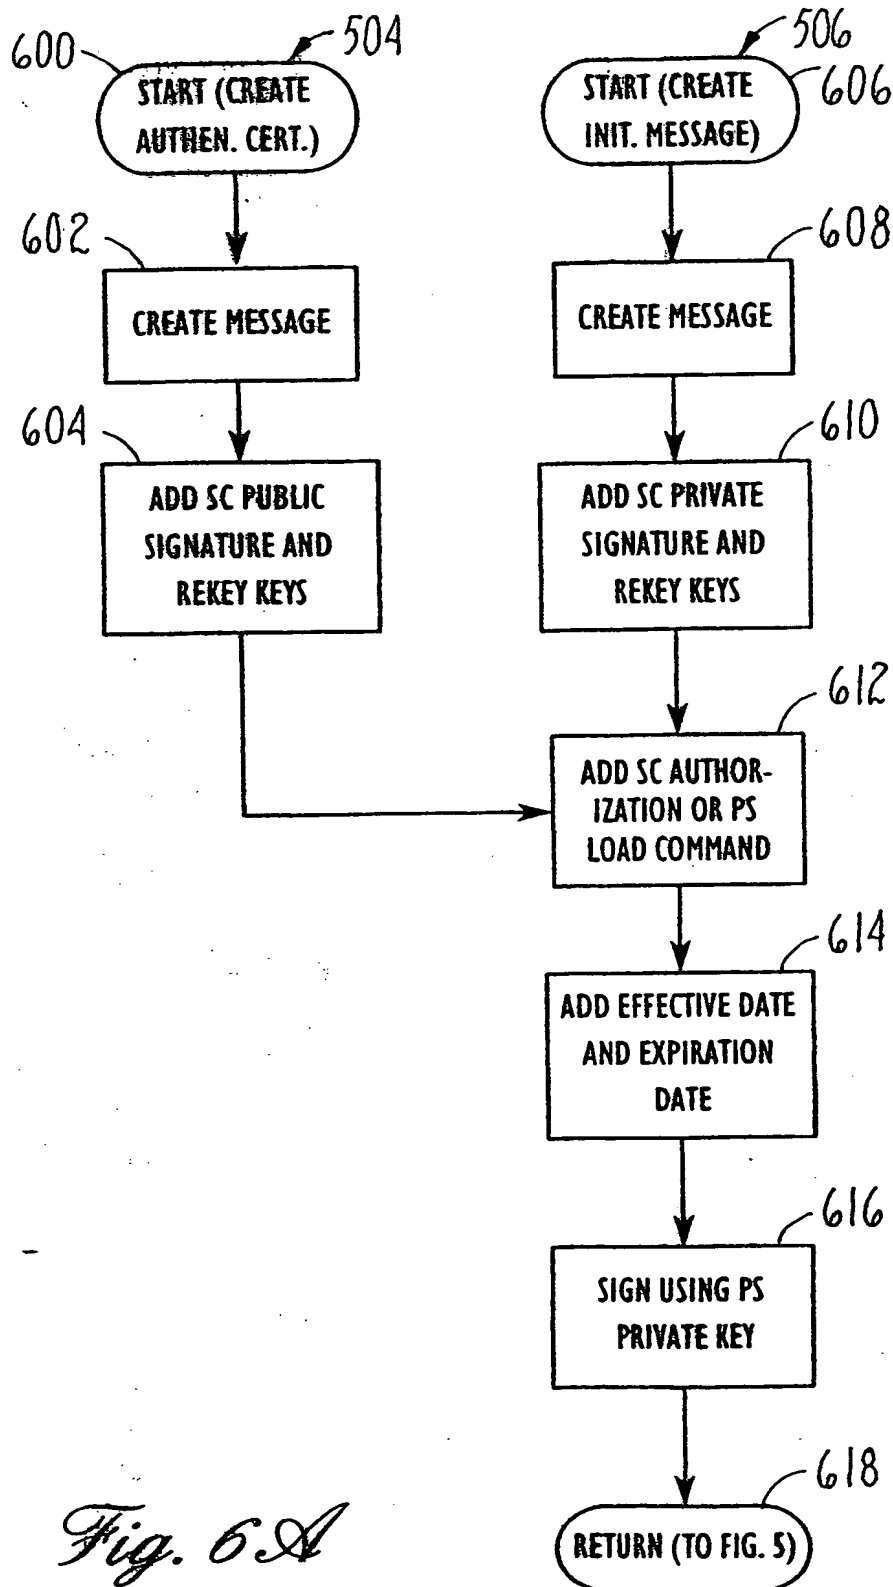 600
504
START (CREATE
AUTHEN. CERT.)
602
CREATE MESSAGE
604
ADD SC PUBLIC
SIGNATURE AND
REKEY KEYS
506
606
START (CREATE
INIT. MESSAGE)
608
CREATE MESSAGE
610
ADD SC PRIVATE
SIGNATURE AND
REKEY KEYS
612
ADD SC AUTHOR-
IZATION OR PS
LOAD COMMAND
614
ADD EFFECTIVE DATE
AND EXPIRATION
DATE
616
SIGN USING PS
PRIVATE KEY
618
RETURN (TO FIG. 5)
Fig. 6A